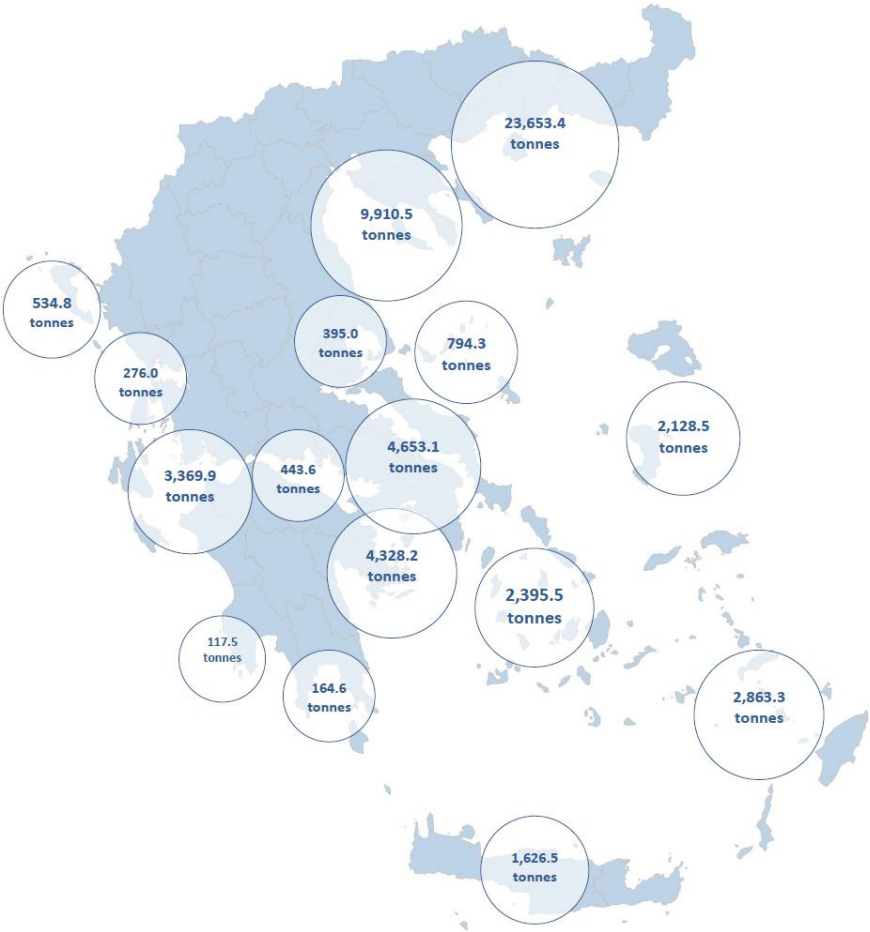 23,653.4
tonnes
9,910.5
tonnes
534.8
tonnes
395.0
tonnes
794.3
tonnes
276.0
tonnes
2,128.5
tonnes
4,653.1
tonnes
3,369.9
tonnes
443.6
tonnes
4,328.2
tonnes
2,395.5
tonnes
117.5
tonnes
164.6
tonnes
2,863.3
tonnes
1,626.5
tonnes